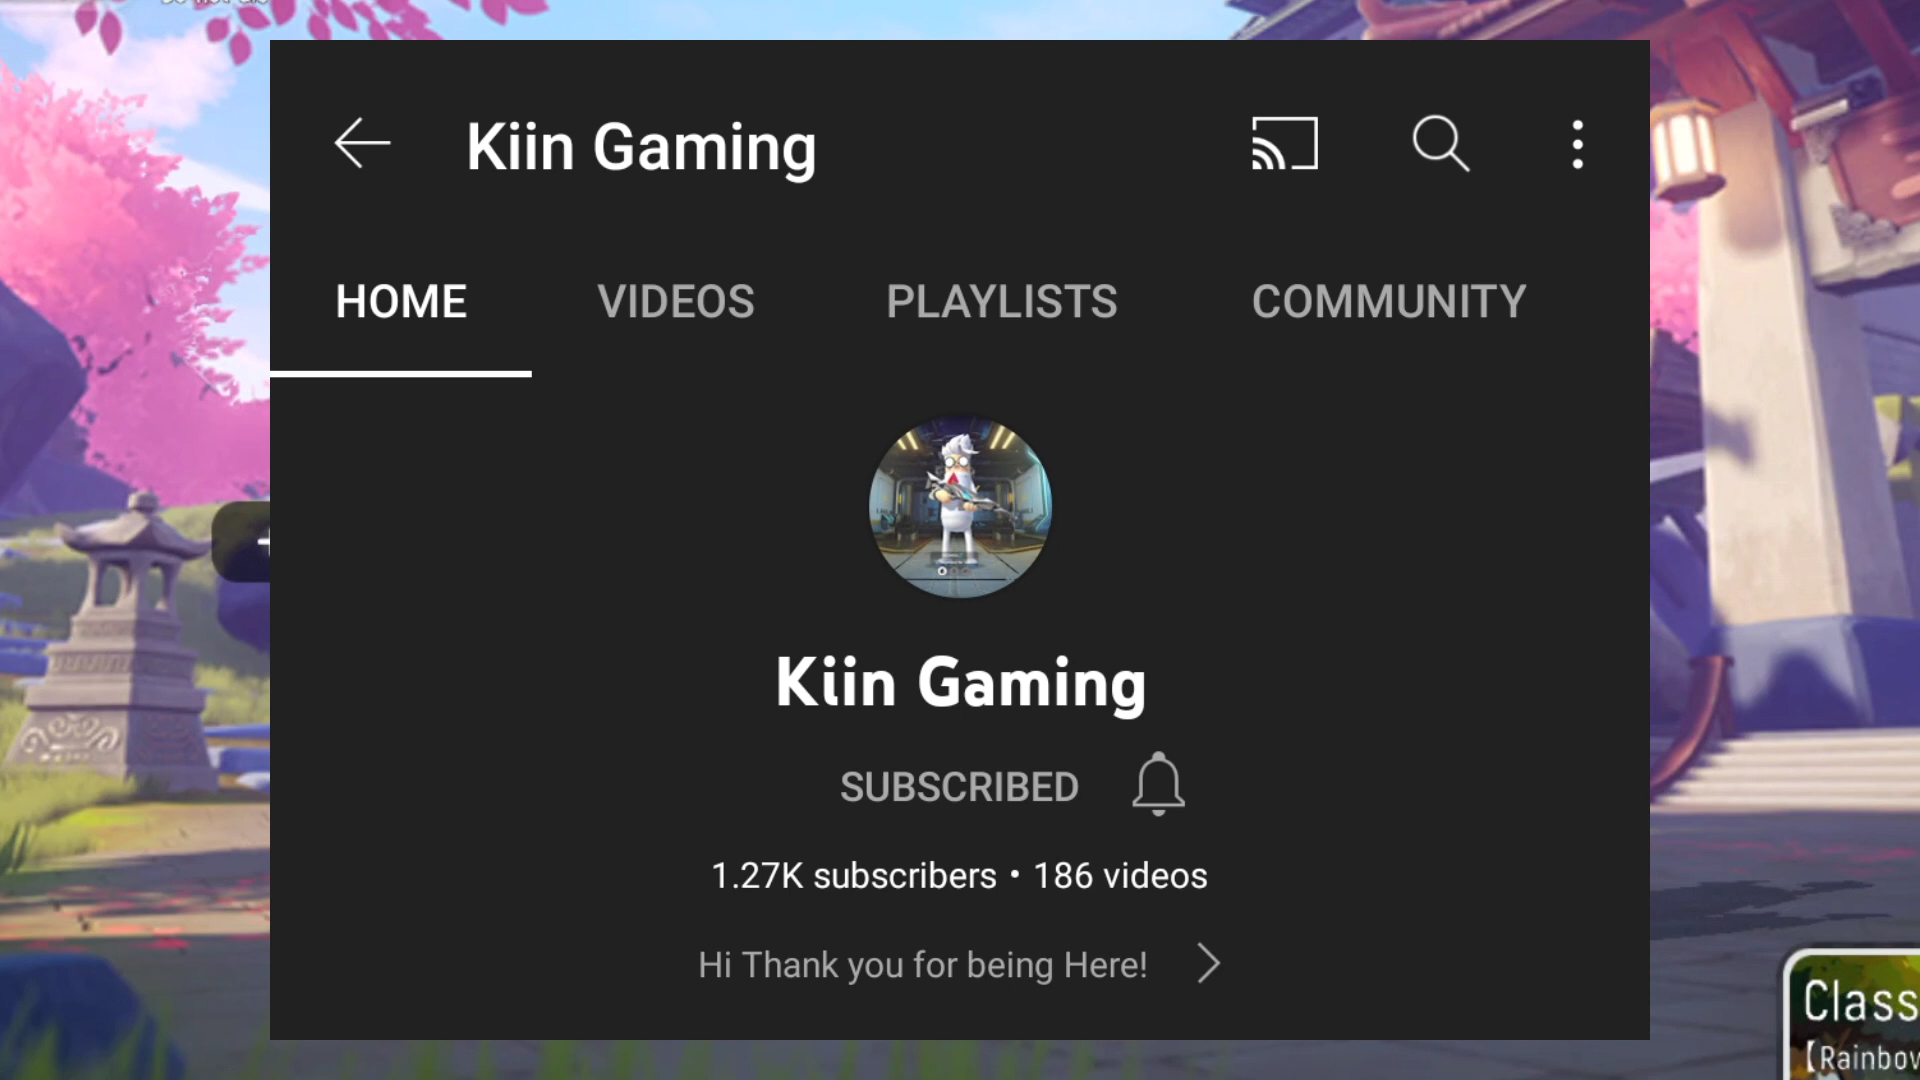 Kiin Gaming
HOME VIDEOS PLAYLISTS COMMUNITY
Kiin Gaming
SUBSCRIBED
1.27K subscribers • 186 videos
Hi Thank you for being Here!
Class
【Rainbow